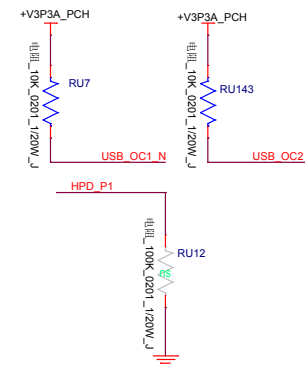 +V3P3A_PCH
电阻_10K_0201_1/20W_J
RU7
USB_OC1_N
+V3P3A_PCH
电阻_10K_0201_1/20W_J
RU143
USB_OC2
HPD_P1
电阻_100K_0201_1/20W_J
RU12
ns